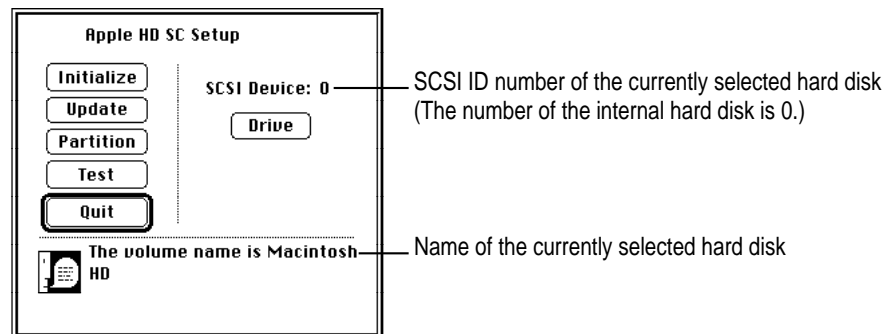 Apple HD SC Setup
Initialize
Update
Partition
Test
Quit
SCSI Device: 0
Drive
The volume name is Macintosh
HD
SCSI ID number of the currently selected hard disk
(The number of the internal hard disk is 0.)
Name of the currently selected hard disk